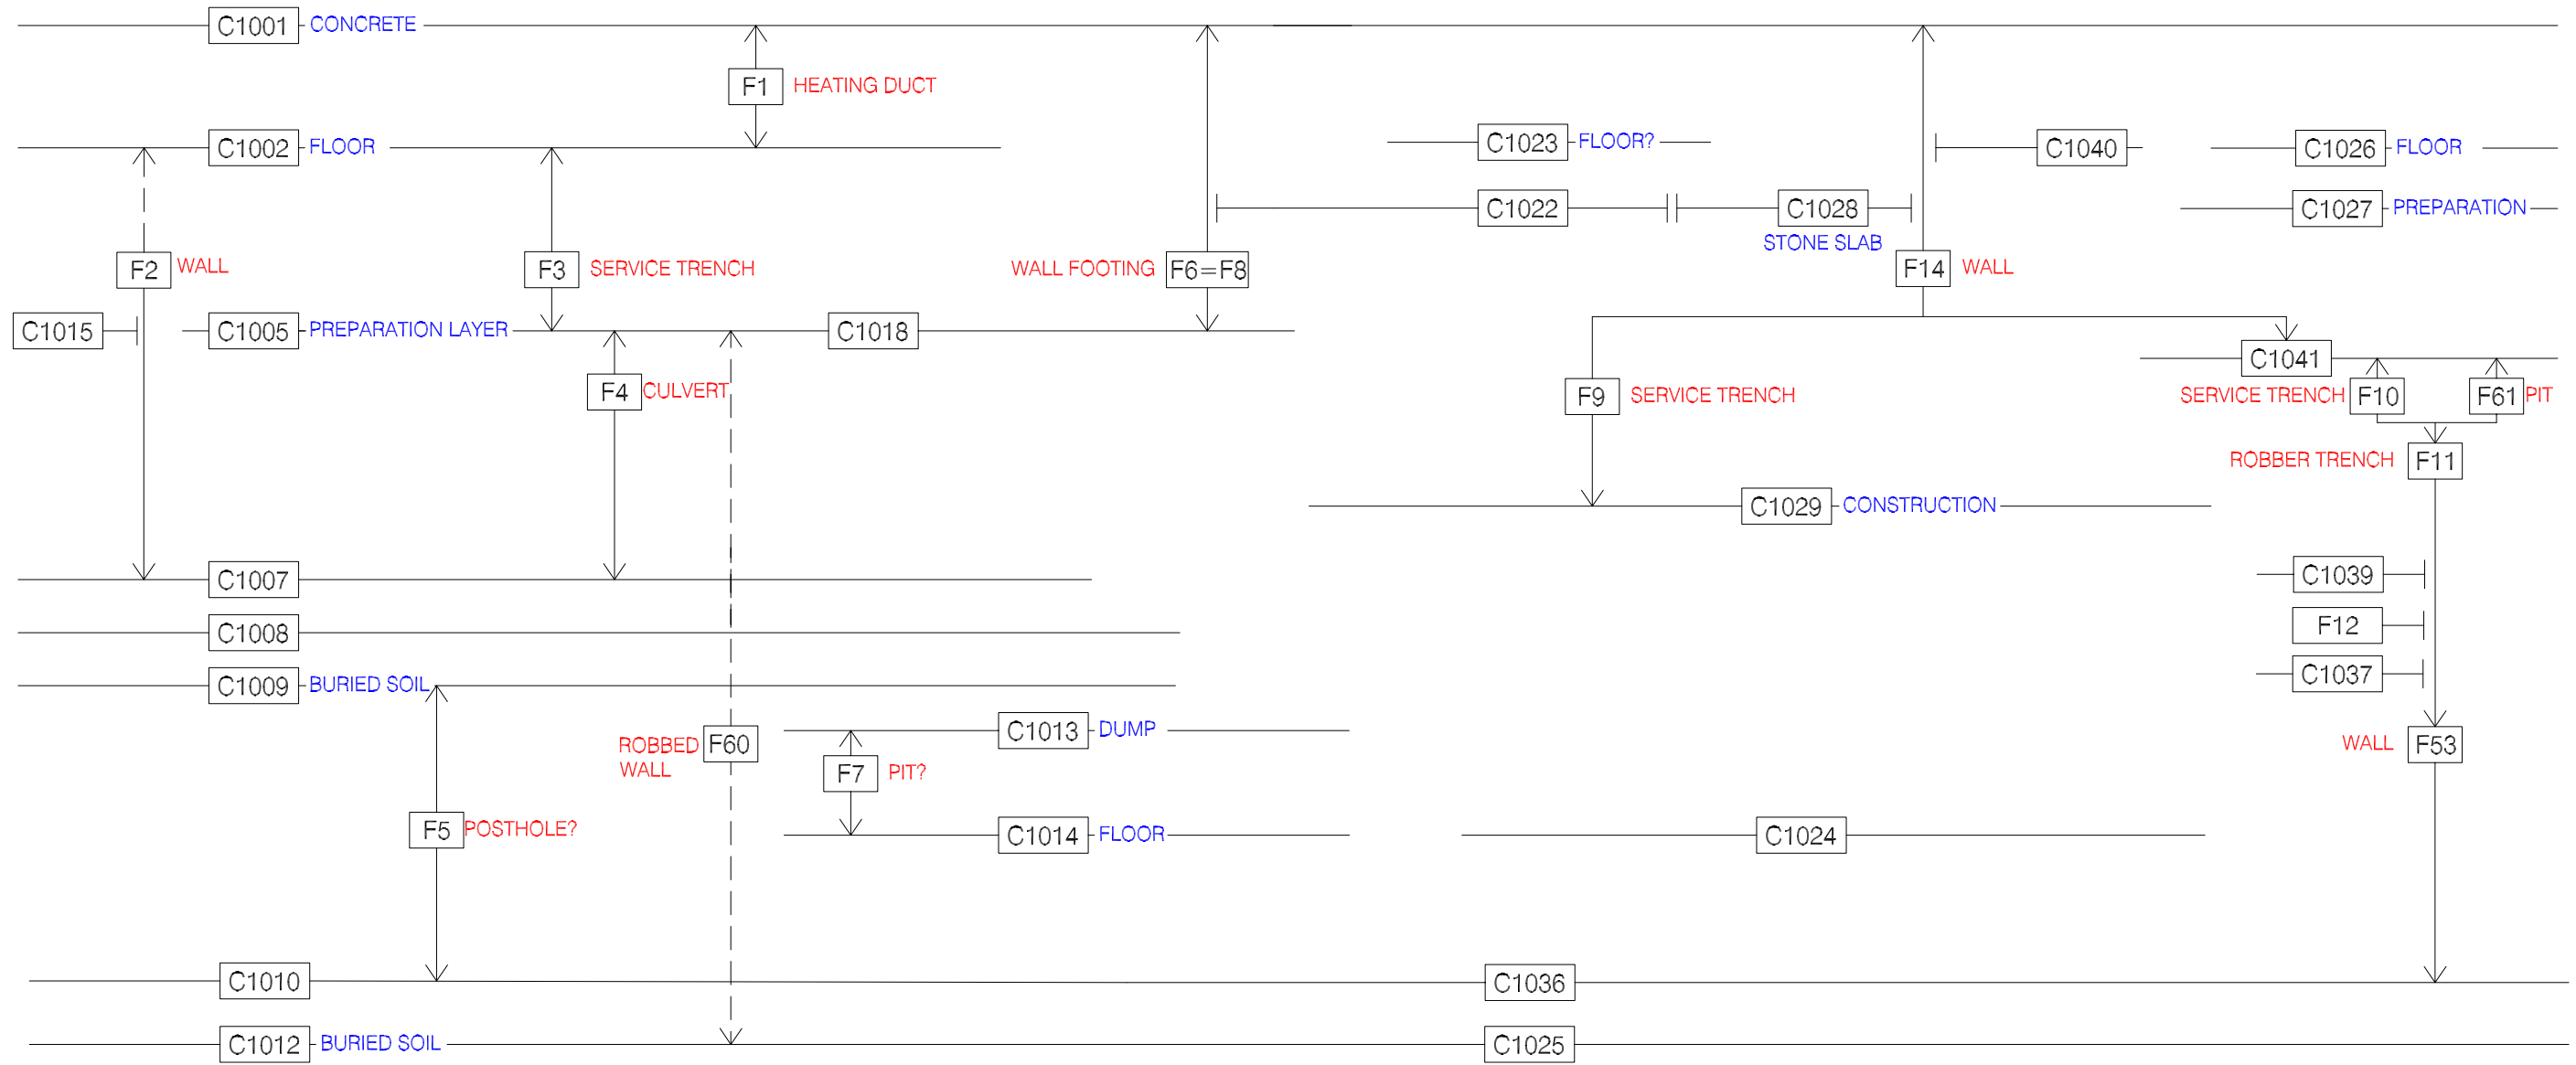 C1001 CONCRETE
F1 HEATING DUCT
C1002 FLOOR
C1023 FLOOR?
C1040
C1026 FLOOR
C1022
C1028
C1027 PREPARATION
STONE SLAB
F2 WALL
F3 SERVICE TRENCH
WALL FOOTING F6=F8
F14 WALL
C1015
C1005 PREPARATION LAYER
C1018
C1041
F4 CULVERT
F9 SERVICE TRENCH
SERVICE TRENCH F10
F61 PIT
ROBBER TRENCH F11
C1029 CONSTRUCTION
C1007
C1039
C1008
F12
C1009 BURIED SOIL
C1037
C1013 DUMP
ROBBED
WALL
F60
F7 PIT?
WALL F53
F5 POSTHOLE?
C1014 FLOOR
C1024
C1010
C1036
C1012 BURIED SOIL
C1025